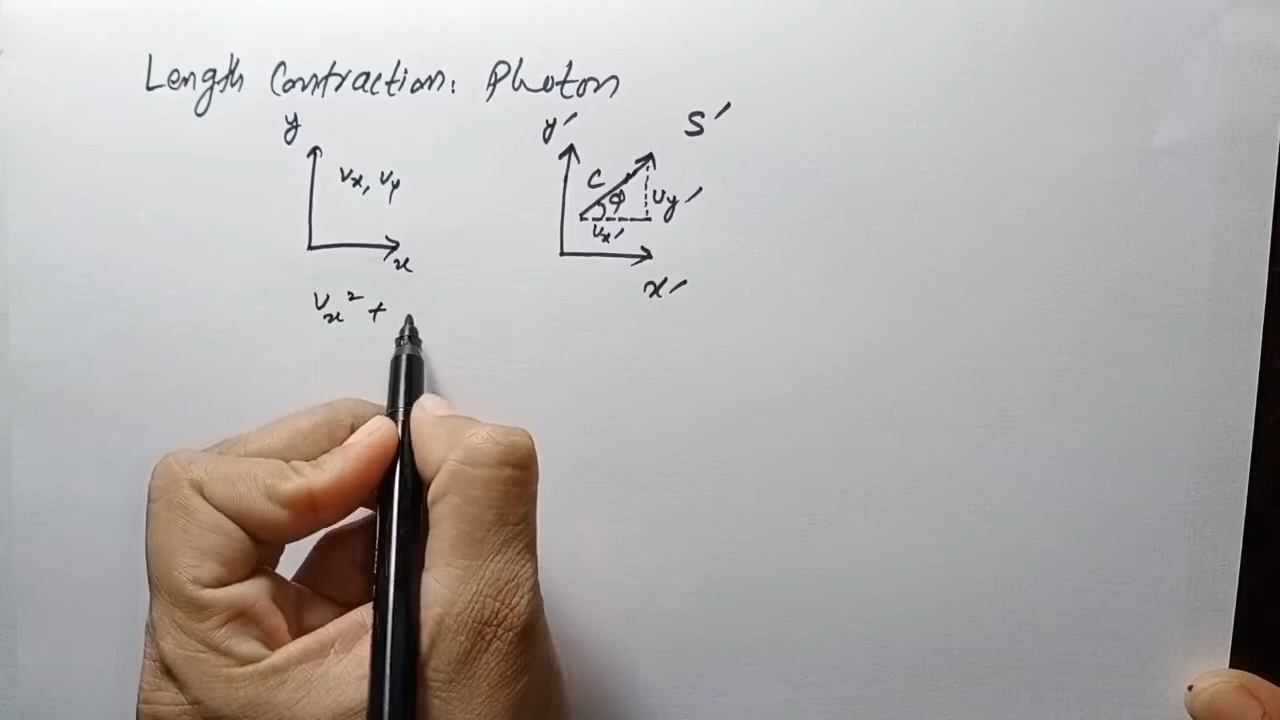 Length Contraction: Photon
y
vx, vy
x
y′
S′
C
φ
vy′
vx′
x′
vx² +